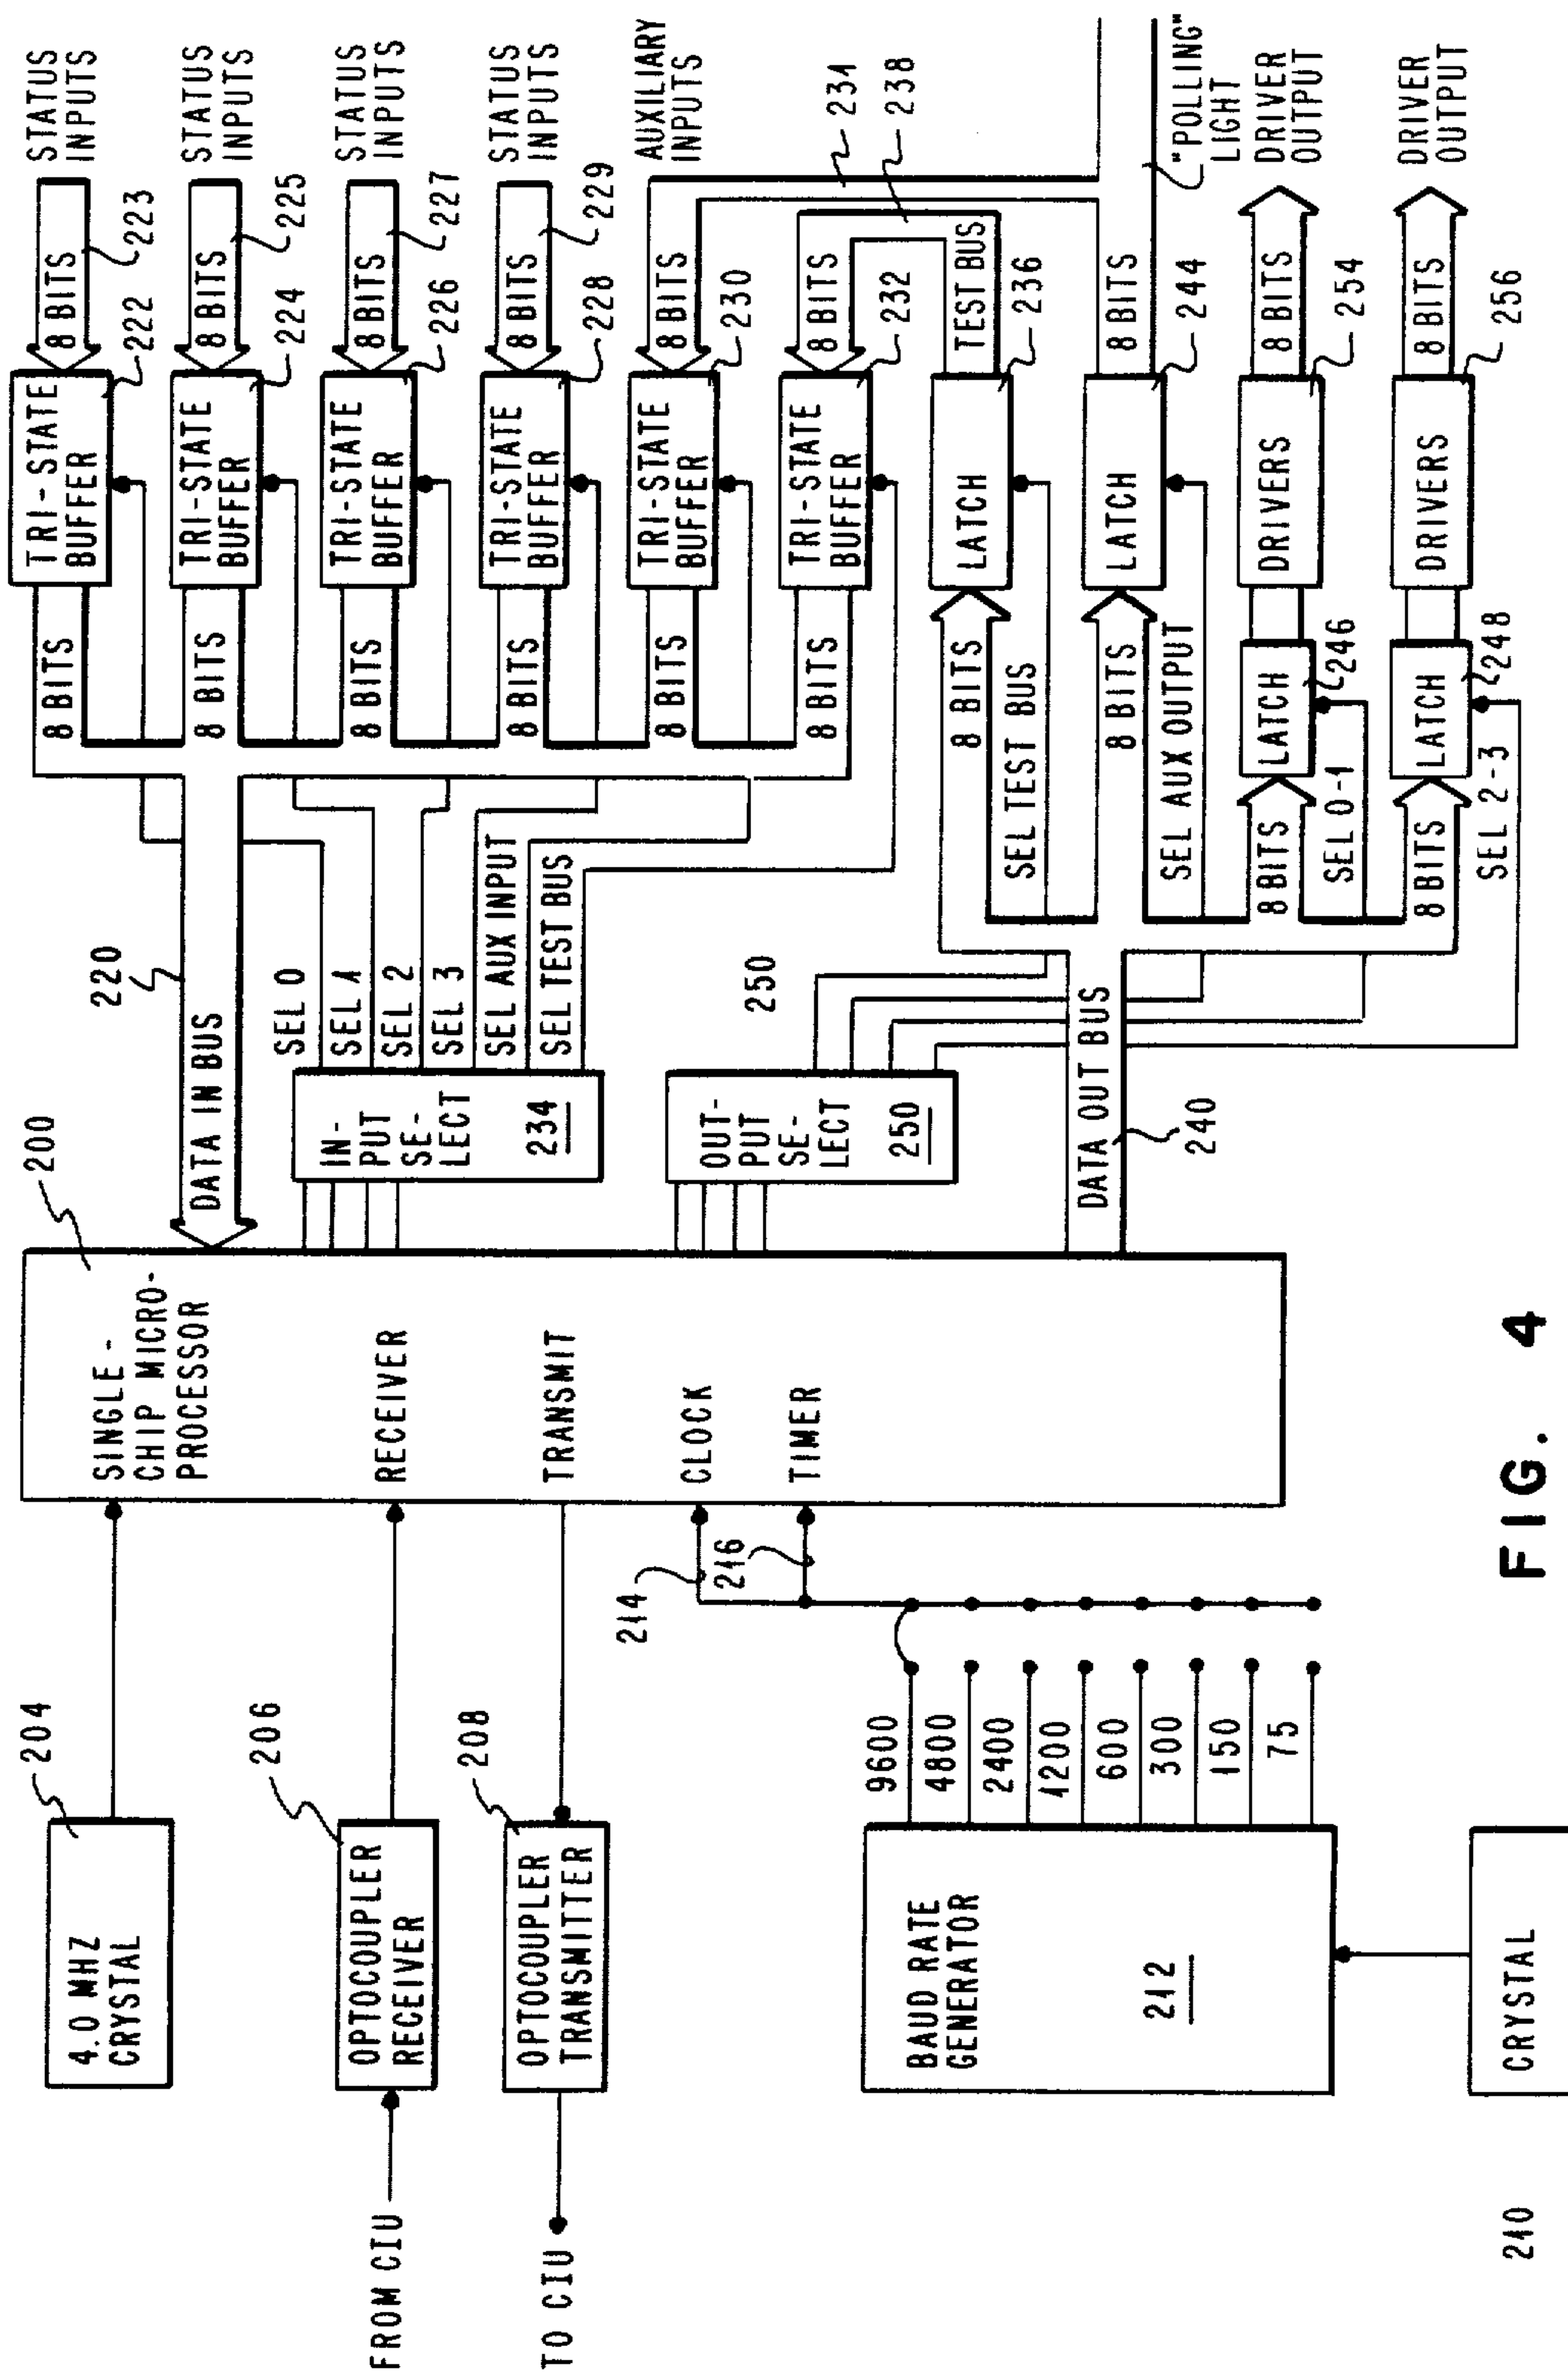 4.0 MHZ
CRYSTAL
204
FROM CIU
OPTOCOUPLER
RECEIVER
206
TO CIU
OPTOCOUPLER
TRANSMITTER
208
BAUD RATE
GENERATOR
212
CRYSTAL
210
9600
4800
2400
1200
600
300
150
75
214
216
SINGLE-
CHIP MICRO-
PROCESSOR
RECEIVER
TRANSMIT
CLOCK
TIMER
200
DATA IN BUS
220
IN-
PUT
SE-
LECT
234
SEL 0
SEL 1
SEL 2
SEL 3
SEL AUX INPUT
SEL TEST BUS
OUT-
PUT
SE-
LECT
250
250
DATA OUT BUS
240
8 BITS
TRI-STATE
BUFFER
222
8 BITS
223
STATUS
INPUTS
8 BITS
TRI-STATE
BUFFER
224
8 BITS
225
STATUS
INPUTS
8 BITS
TRI-STATE
BUFFER
226
8 BITS
227
STATUS
INPUTS
8 BITS
TRI-STATE
BUFFER
228
8 BITS
229
STATUS
INPUTS
8 BITS
TRI-STATE
BUFFER
230
8 BITS
AUXILIARY
INPUTS
8 BITS
TRI-STATE
BUFFER
232
8 BITS
231
238
8 BITS
LATCH
236
TEST BUS
SEL TEST BUS
8 BITS
LATCH
244
8 BITS
"POLLING"
LIGHT
SEL AUX OUTPUT
8 BITS
LATCH
246
DRIVERS
254
8 BITS
DRIVER
OUTPUT
SEL 0-1
8 BITS
LATCH
248
DRIVERS
256
8 BITS
DRIVER
OUTPUT
SEL 2-3
FIG. 4